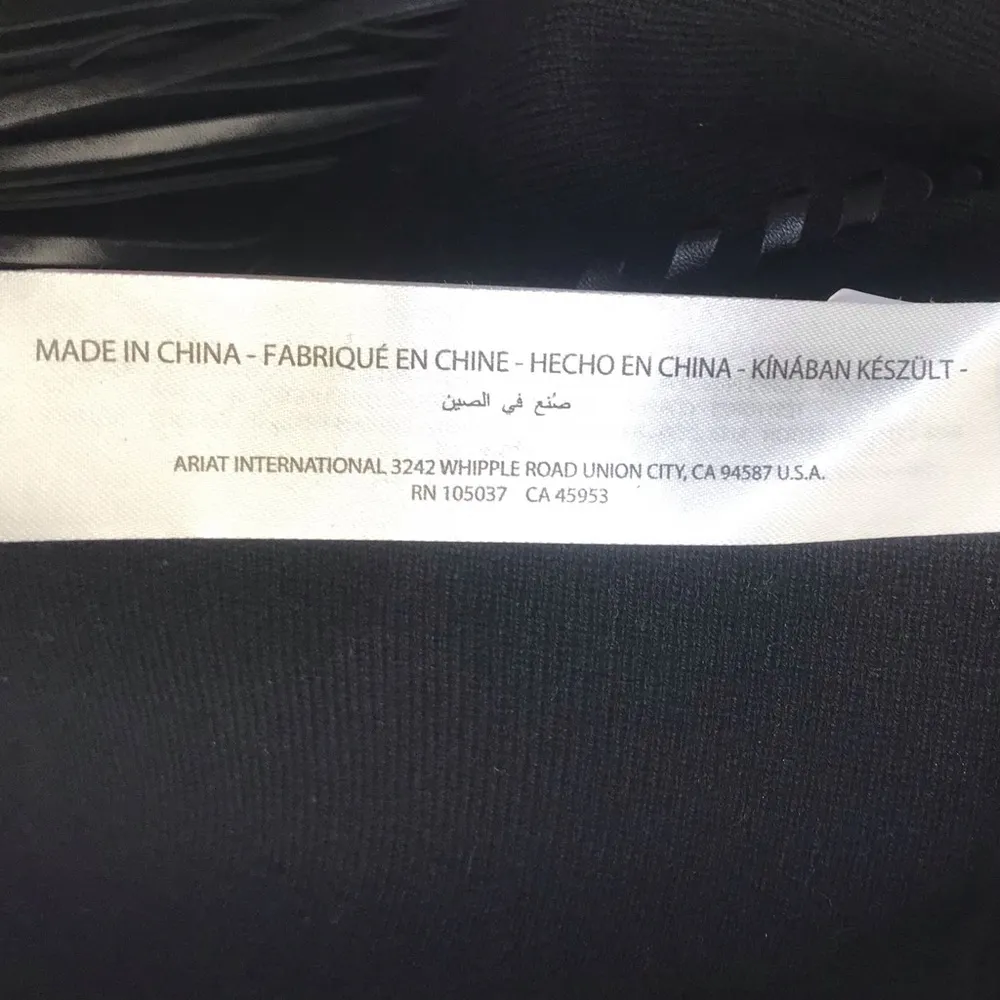 MADE IN CHINA - FABRIQUÉ EN CHINE - HECHO EN CHINA - KÍNÁBAN KÉSZÜLT -
صُنع في الصين
ARIAT INTERNATIONAL 3242 WHIPPLE ROAD UNION CITY, CA 94587 U.S.A.
RN 105037 CA 45953